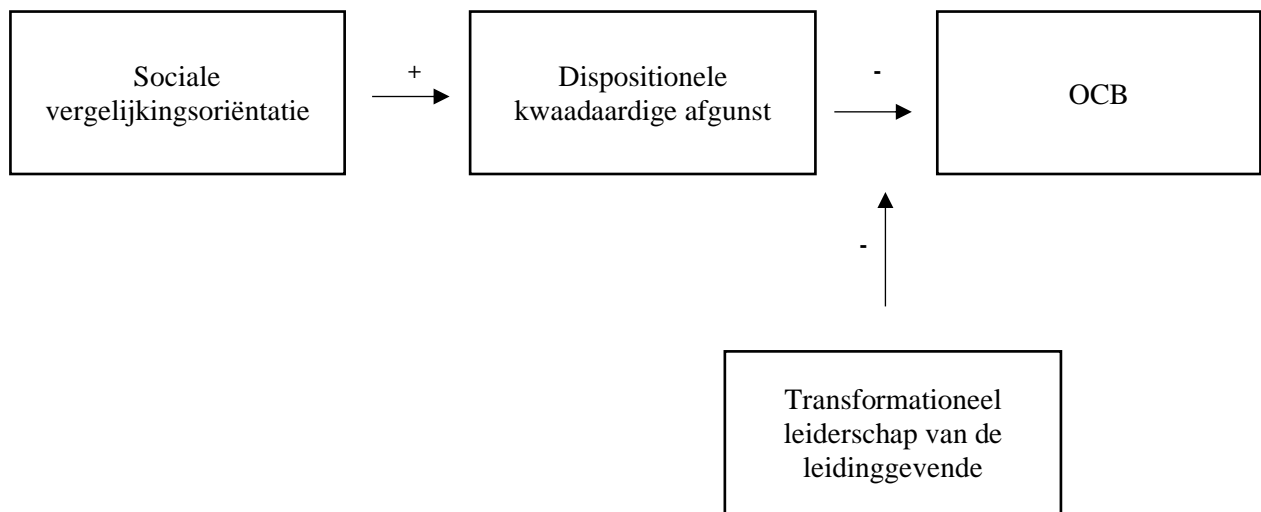 Sociale
vergelijkingsoriëntatie
+
Dispositionele
kwaadaardige afgunst
-
OCB
-
Transformationeel
leiderschap van de
leidinggevende